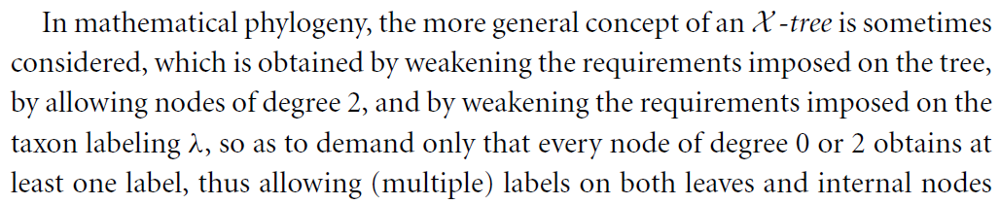 In mathematical phylogeny, the more general concept of an 𝒳-tree is sometimes
considered, which is obtained by weakening the requirements imposed on the tree,
by allowing nodes of degree 2, and by weakening the requirements imposed on the
taxon labeling λ, so as to demand only that every node of degree 0 or 2 obtains at
least one label, thus allowing (multiple) labels on both leaves and internal nodes